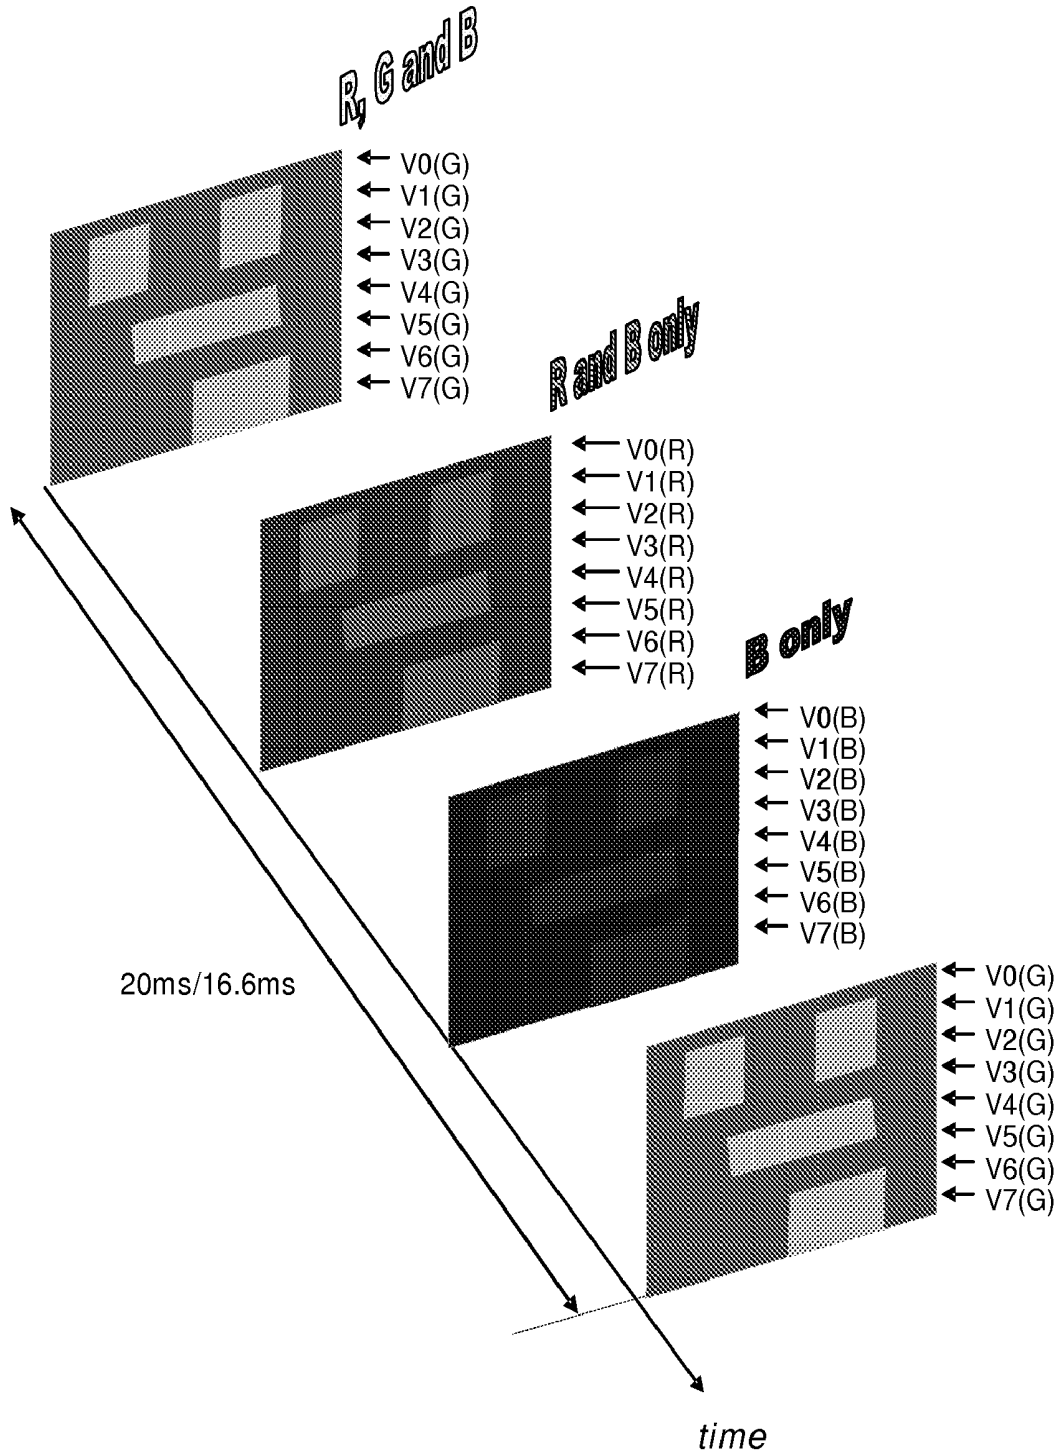 R, G and B
V0(G)
V1(G)
V2(G)
V3(G)
V4(G)
V5(G)
V6(G)
V7(G)
R and B only
V0(R)
V1(R)
V2(R)
V3(R)
V4(R)
V5(R)
V6(R)
V7(R)
B only
V0(B)
V1(B)
V2(B)
V3(B)
V4(B)
V5(B)
V6(B)
V7(B)
20ms/16.6ms
V0(G)
V1(G)
V2(G)
V3(G)
V4(G)
V5(G)
V6(G)
V7(G)
time